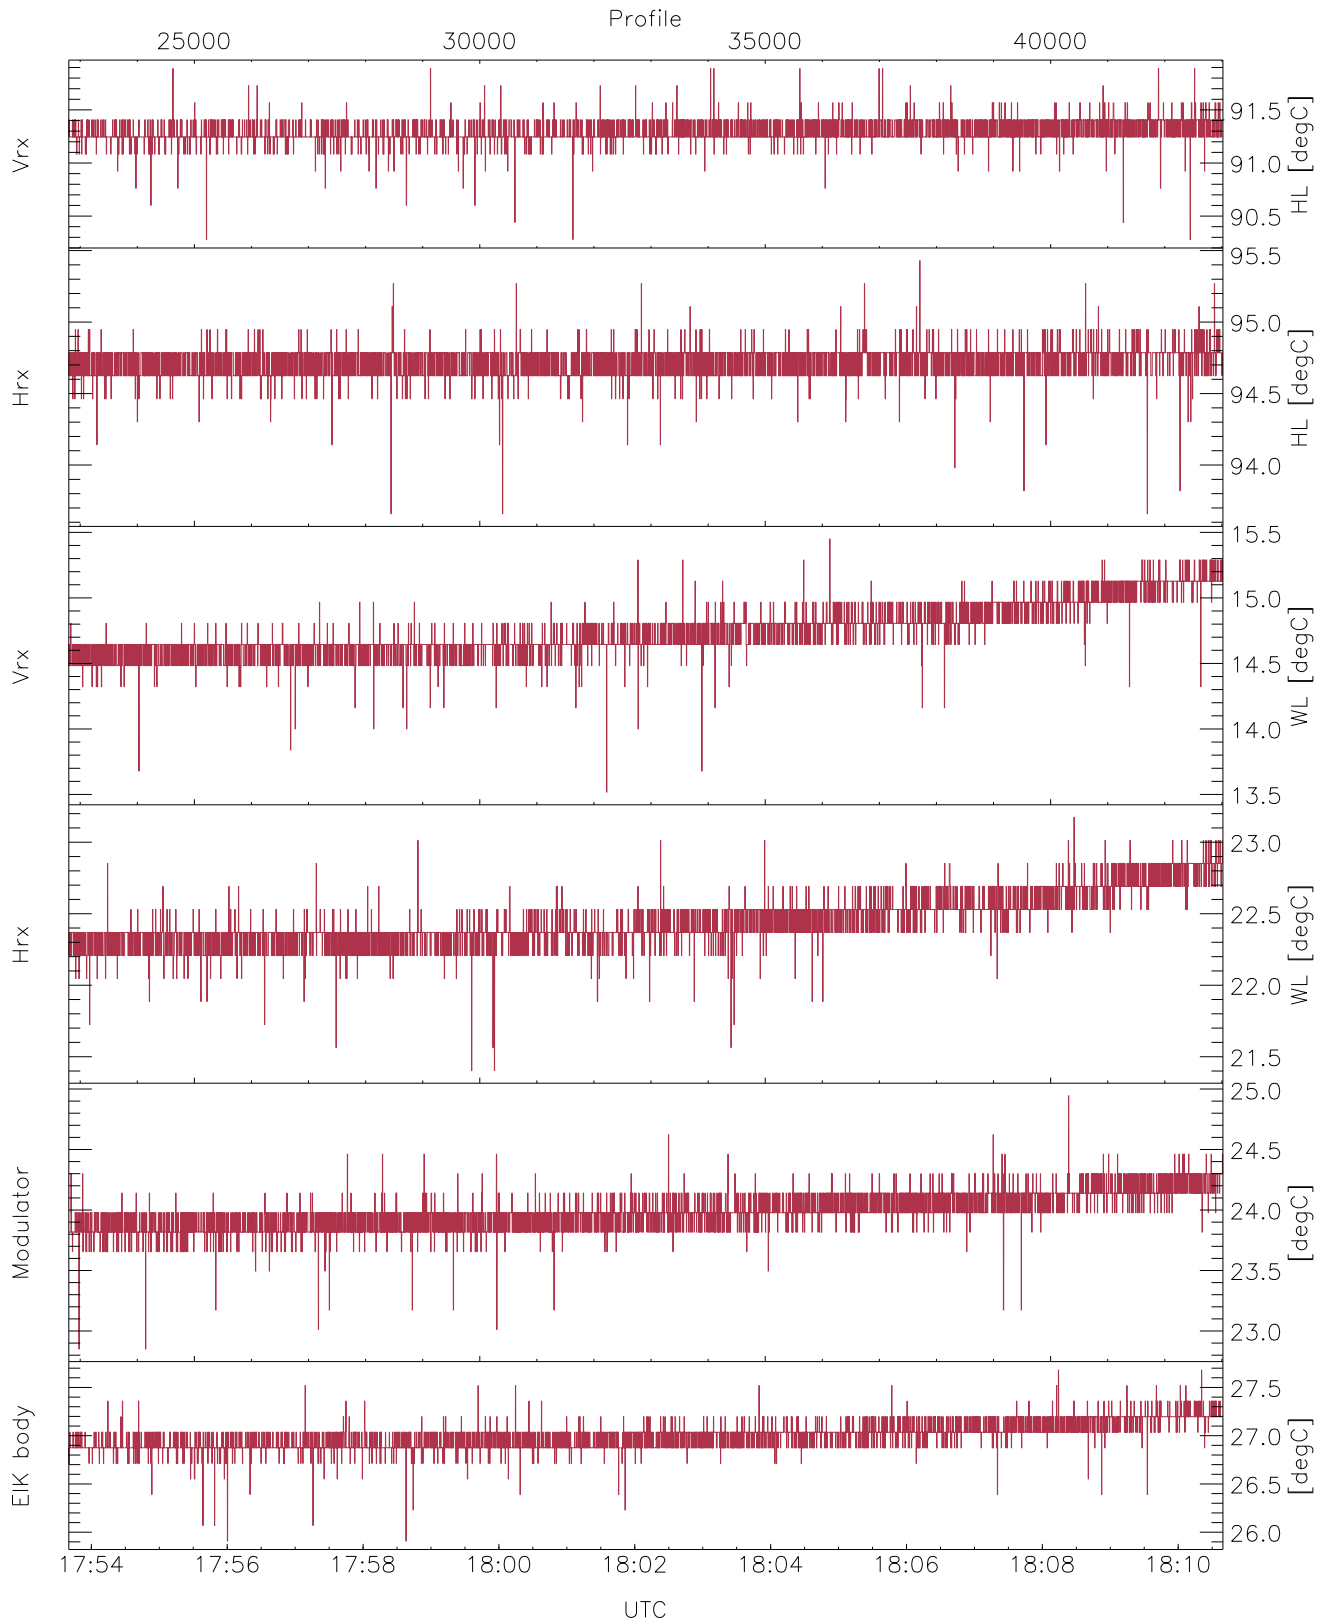 Profile
25000 30000 35000 40000
Vrx
91.5
91.0
90.5
HL [degC]
Hrx
95.5
95.0
94.5
94.0
HL [degC]
Vrx
15.5
15.0
14.5
14.0
13.5
WL [degC]
Hrx
23.0
22.5
22.0
21.5
WL [degC]
Modulator
25.0
24.5
24.0
23.5
23.0
[degC]
EIK body
27.5
27.0
26.5
26.0
[degC]
17:54 17:56 17:58 18:00 18:02 18:04 18:06 18:08 18:10
UTC